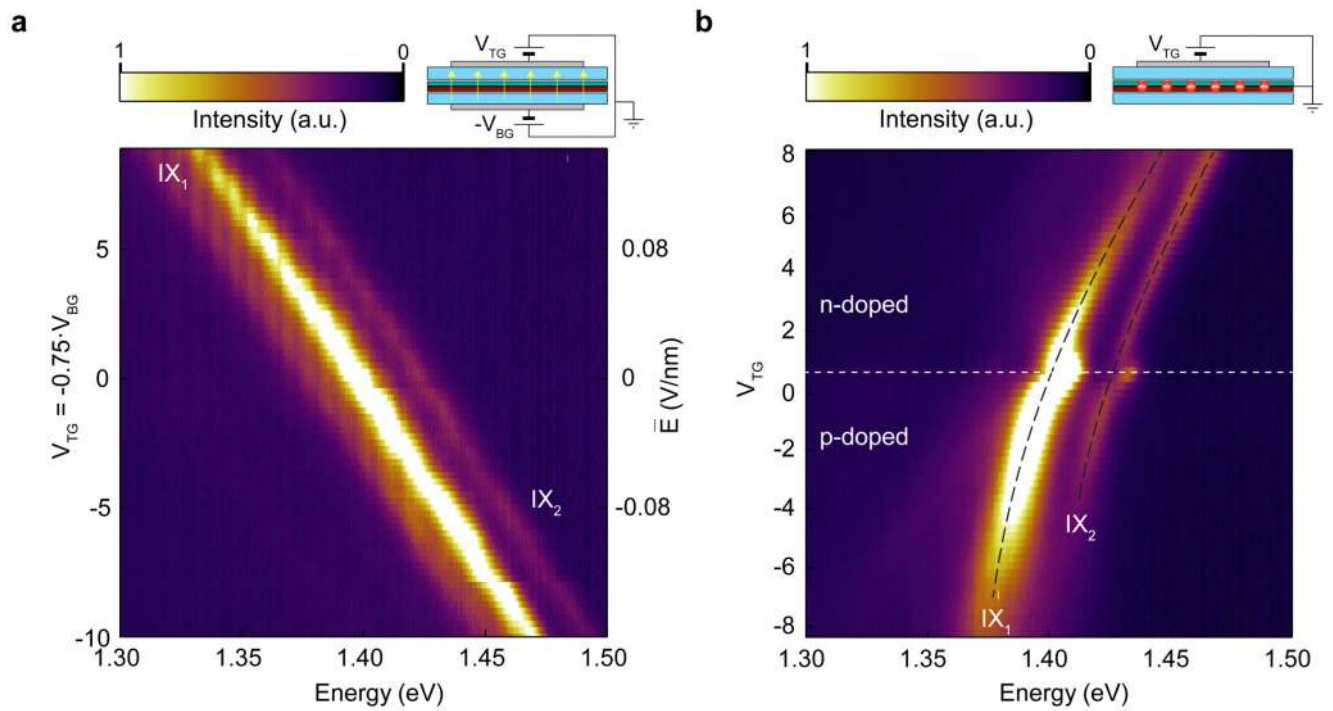 a
1 0
Intensity (a.u.)
V_TG
-V_BG
IX_1
IX_2
5
0
-5
-10
V_TG = -0.75·V_BG
0.08
0
-0.08
E̅ (V/nm)
1.30 1.35 1.40 1.45 1.50
Energy (eV)
b
1 0
Intensity (a.u.)
V_TG
8
6
4
2
0
-2
-4
-6
-8
V_TG
n-doped
p-doped
IX_2
IX_1
1.30 1.35 1.40 1.45 1.50
Energy (eV)